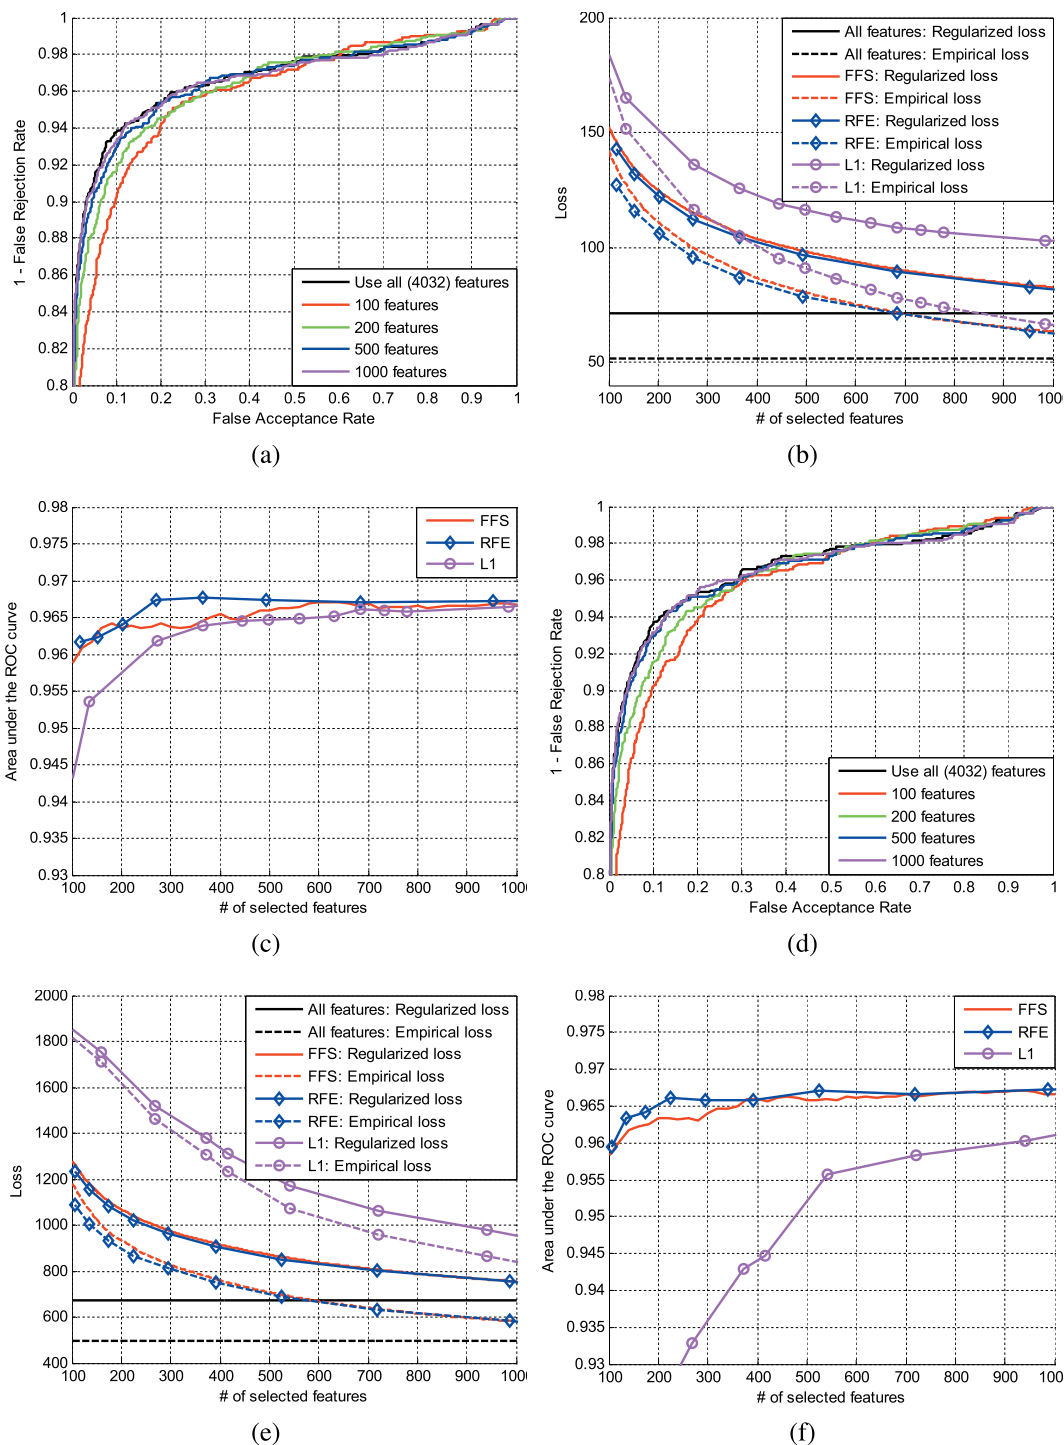 1
0.98
0.96
0.94
0.92
0.9
0.88
0.86
0.84
0.82
0.8
1 - False Rejection Rate
Use all (4032) features
100 features
200 features
500 features
1000 features
0 0.1 0.2 0.3 0.4 0.5 0.6 0.7 0.8 0.9 1
False Acceptance Rate
(a)
200
150
100
50
Loss
All features: Regularized loss
All features: Empirical loss
FFS: Regularized loss
FFS: Empirical loss
RFE: Regularized loss
RFE: Empirical loss
L1: Regularized loss
L1: Empirical loss
100 200 300 400 500 600 700 800 900 1000
# of selected features
(b)
0.98
0.975
0.97
0.965
0.96
0.955
0.95
0.945
0.94
0.935
0.93
Area under the ROC curve
FFS
RFE
L1
100 200 300 400 500 600 700 800 900 1000
# of selected features
(c)
1
0.98
0.96
0.94
0.92
0.9
0.88
0.86
0.84
0.82
0.8
1 - False Rejection Rate
Use all (4032) features
100 features
200 features
500 features
1000 features
0 0.1 0.2 0.3 0.4 0.5 0.6 0.7 0.8 0.9 1
False Acceptance Rate
(d)
2000
1800
1600
1400
1200
1000
800
600
400
Loss
All features: Regularized loss
All features: Empirical loss
FFS: Regularized loss
FFS: Empirical loss
RFE: Regularized loss
RFE: Empirical loss
L1: Regularized loss
L1: Empirical loss
100 200 300 400 500 600 700 800 900 1000
# of selected features
(e)
0.98
0.975
0.97
0.965
0.96
0.955
0.95
0.945
0.94
0.935
0.93
Area under the ROC curve
FFS
RFE
L1
100 200 300 400 500 600 700 800 900 1000
# of selected features
(f)